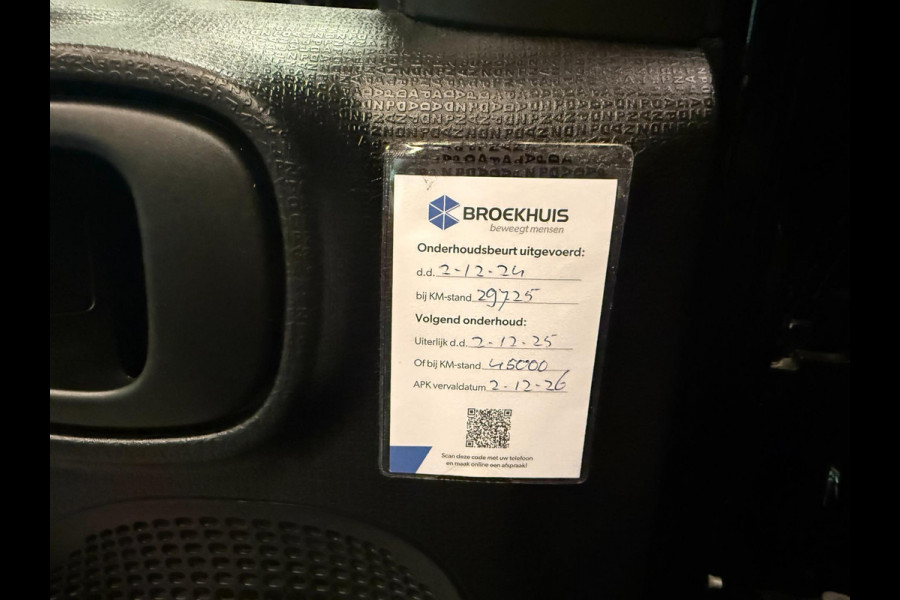 BROEKHUIS
beweegt mensen
Onderhoudsbeurt uitgevoerd:
d.d. 2-12-24
bij KM-stand 29725
Volgend onderhoud:
Uiterlijk d.d. 2-12-25
Of bij KM-stand 45000
APK vervaldatum 2-12-26
Scan deze code met uw telefoon
en maak online een afspraak!